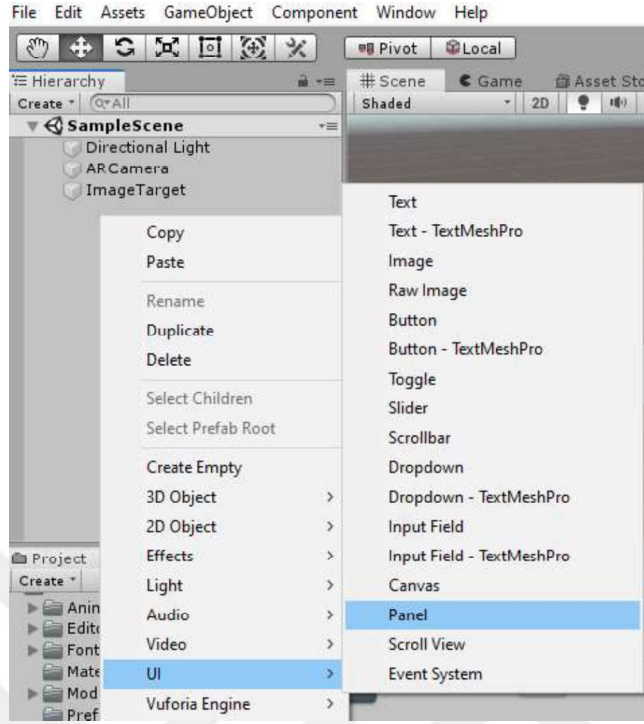 File Edit Assets GameObject Component Window Help
Pivot Local
Hierarchy
Scene Game Asset Sto
Create All
Shaded 2D
SampleScene
Directional Light
ARCamera
ImageTarget
Copy
Paste
Rename
Duplicate
Delete
Select Children
Select Prefab Root
Create Empty
3D Object
2D Object
Effects
Light
Audio
Video
UI
Vuforia Engine
Text
Text - TextMeshPro
Image
Raw Image
Button
Button - TextMeshPro
Toggle
Slider
Scrollbar
Dropdown
Dropdown - TextMeshPro
Input Field
Input Field - TextMeshPro
Canvas
Panel
Scroll View
Event System
Project
Create
Anin
Edito
Font
Mate
Mod
Pref